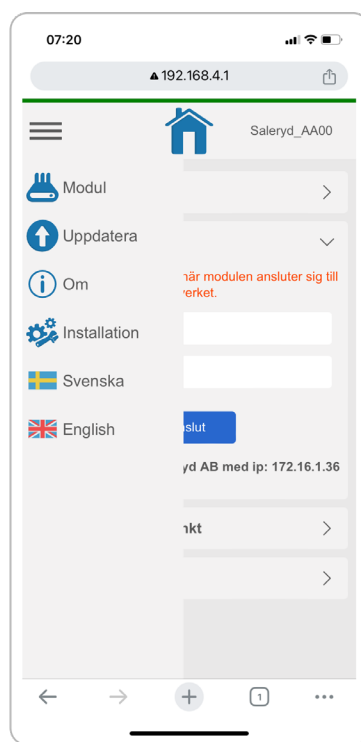 07:20
192.168.4.1
Saleryd_AA00
Modul
Uppdatera
Om
när modulen ansluter sig till
verket.
Installation
Svenska
English
slut
yd AB med ip: 172.16.1.36
nkt
1